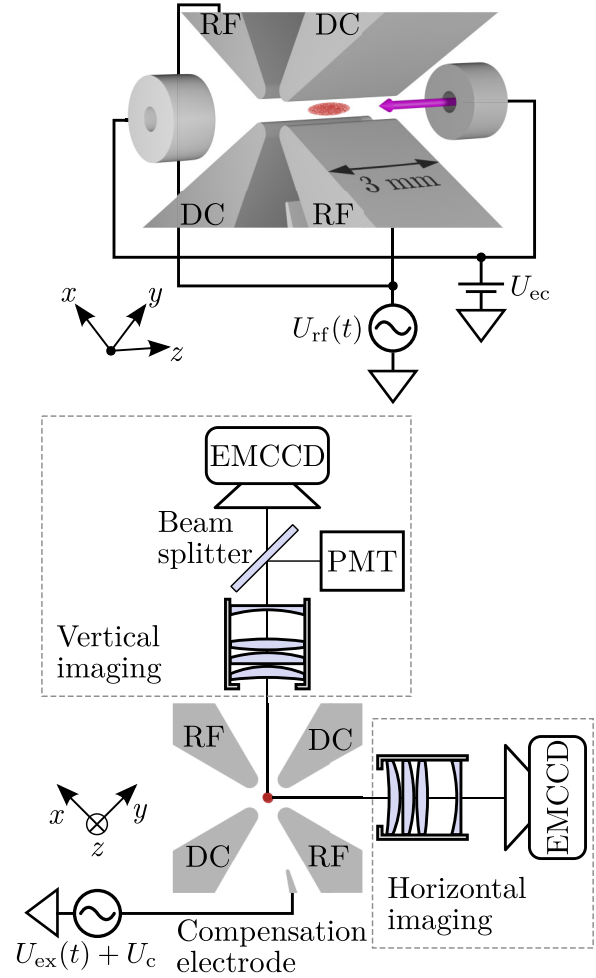 RF
DC
3 mm
DC
RF
x
y
z
U_ec
U_rf(t)
EMCCD
Beam
splitter
PMT
Vertical
imaging
RF
DC
x
y
z
DC
RF
EMCCD
Horizontal
imaging
Compensation
electrode
U_ex(t) + U_c